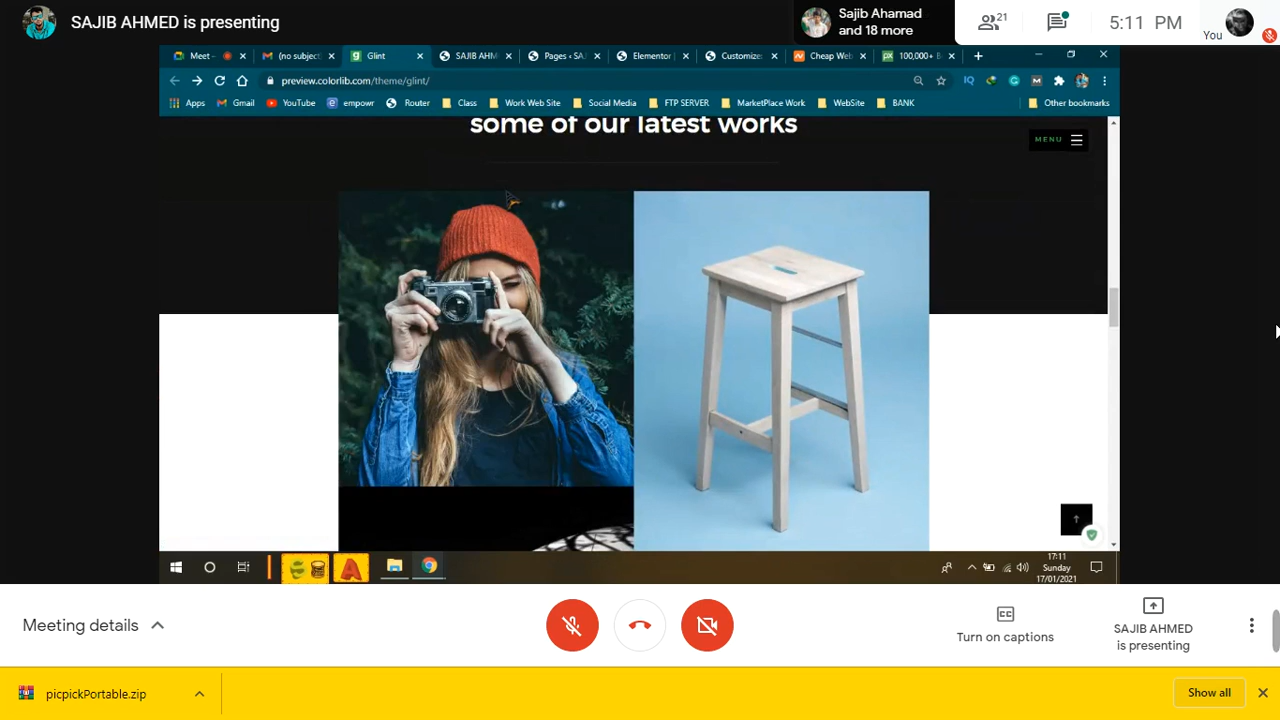 SAJIB AHMED is presenting
Sajib Ahamad
and 18 more
21
5:11 PM
You
Meet -
(no subject
Glint
SAJIB AHM
Pages ‹ SA
Elementor |
Customize:
Cheap Web
100,000+ B
preview.colorlib.com/theme/glint/
Apps
Gmail
YouTube
empowr
Router
Class
Work Web Site
Social Media
FTP SERVER
MarketPlace Work
WebSite
BANK
Other bookmarks
some of our latest works
MENU
17:11
Sunday
17/01/2021
Meeting details
CC
Turn on captions
SAJIB AHMED
is presenting
picpickPortable.zip
Show all